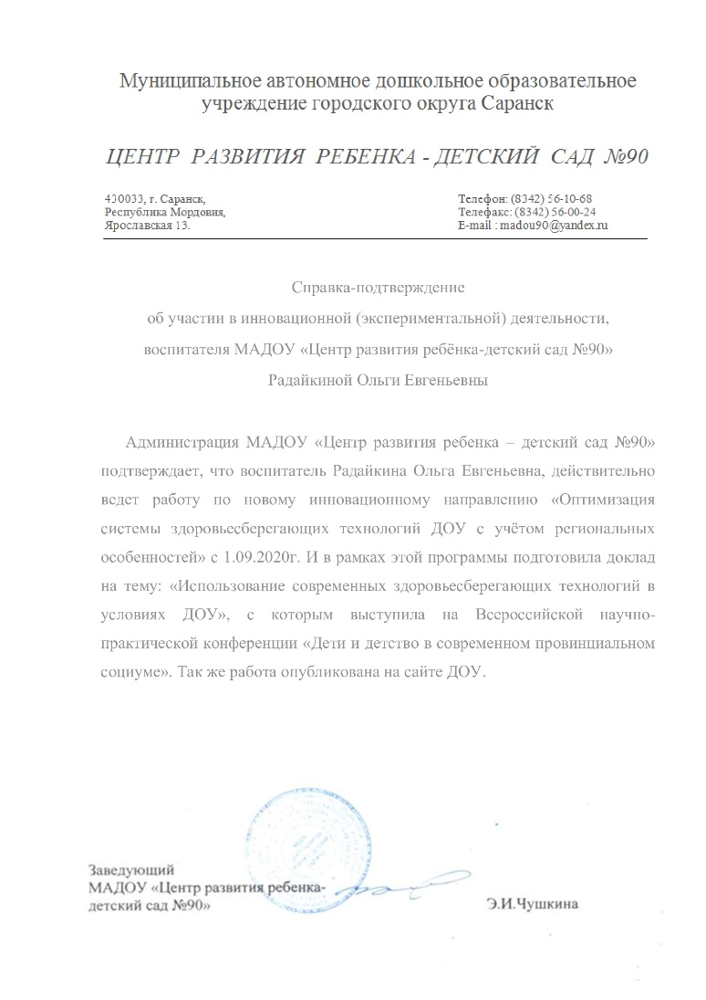 Муниципальное автономное дошкольное образовательное
учреждение городского округа Саранск
ЦЕНТР РАЗВИТИЯ РЕБЕНКА - ДЕТСКИЙ САД №90
430033, г. Саранск,
Республика Мордовия,
Ярославская 13.
Телефон: (8342) 56-10-68
Телефакс: (8342) 56-00-24
E-mail : madou90@yandex.ru
Справка-подтверждение
об участии в инновационной (экспериментальной) деятельности,
воспитателя МАДОУ «Центр развития ребёнка-детский сад №90»
Радайкиной Ольги Евгеньевны
Администрация МАДОУ «Центр развития ребенка – детский сад №90»
подтверждает, что воспитатель Радайкина Ольга Евгеньевна, действительно
ведет работу по новому инновационному направлению «Оптимизация
системы здоровьесберегающих технологий ДОУ с учётом региональных
особенностей» с 1.09.2020г. И в рамках этой программы подготовила доклад
на тему: «Использование современных здоровьесберегающих технологий в
условиях ДОУ», с которым выступила на Всероссийской научно-
практической конференции «Дети и детство в современном провинциальном
социуме». Так же работа опубликована на сайте ДОУ.
Заведующий
МАДОУ «Центр развития ребенка-
детский сад №90»
Э.И.Чушкина